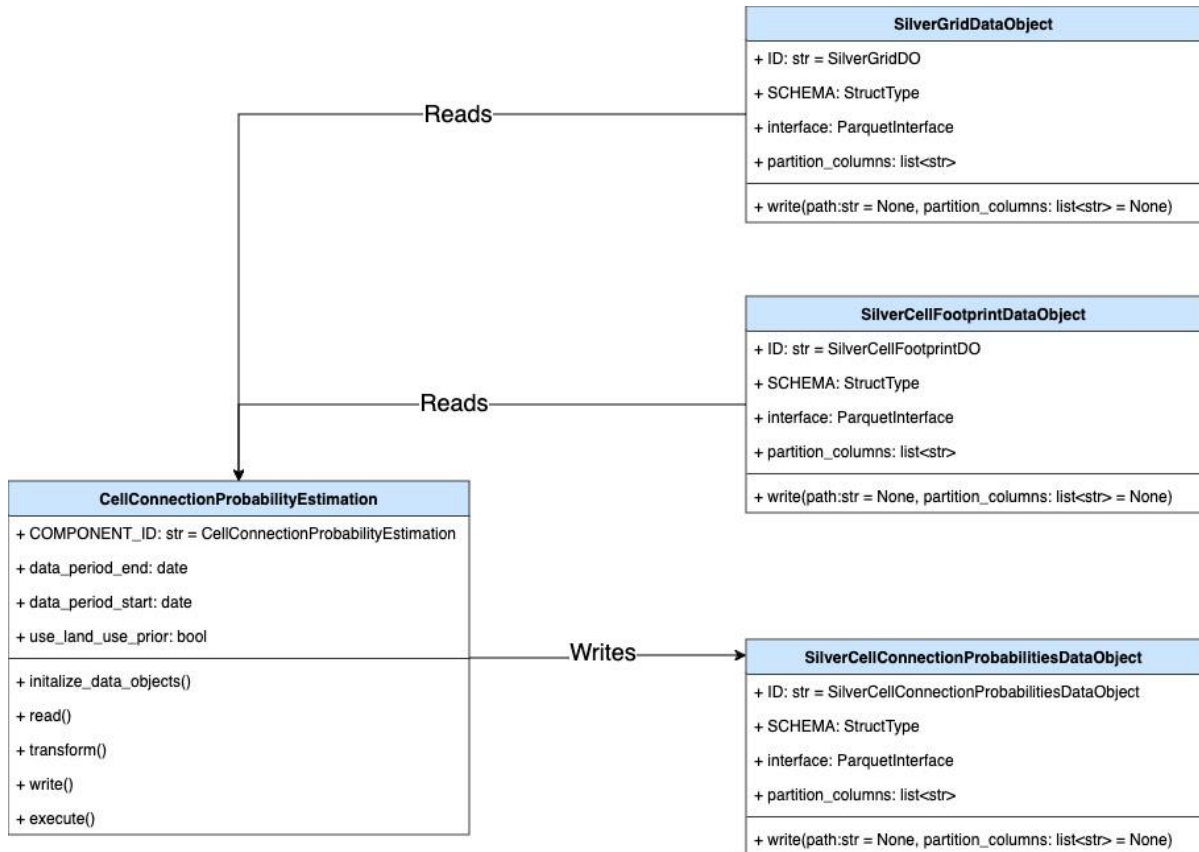 SilverGridDataObject
+ ID: str = SilverGridDO
+ SCHEMA: StructType
+ interface: ParquetInterface
+ partition_columns: list<str>
+ write(path:str = None, partition_columns: list<str> = None)
Reads
SilverCellFootprintDataObject
+ ID: str = SilverCellFootprintDO
+ SCHEMA: StructType
+ interface: ParquetInterface
+ partition_columns: list<str>
+ write(path:str = None, partition_columns: list<str> = None)
Reads
CellConnectionProbabilityEstimation
+ COMPONENT_ID: str = CellConnectionProbabilityEstimation
+ data_period_end: date
+ data_period_start: date
+ use_land_use_prior: bool
+ initalize_data_objects()
+ read()
+ transform()
+ write()
+ execute()
Writes
SilverCellConnectionProbabilitiesDataObject
+ ID: str = SilverCellConnectionProbabilitiesDataObject
+ SCHEMA: StructType
+ interface: ParquetInterface
+ partition_columns: list<str>
+ write(path:str = None, partition_columns: list<str> = None)